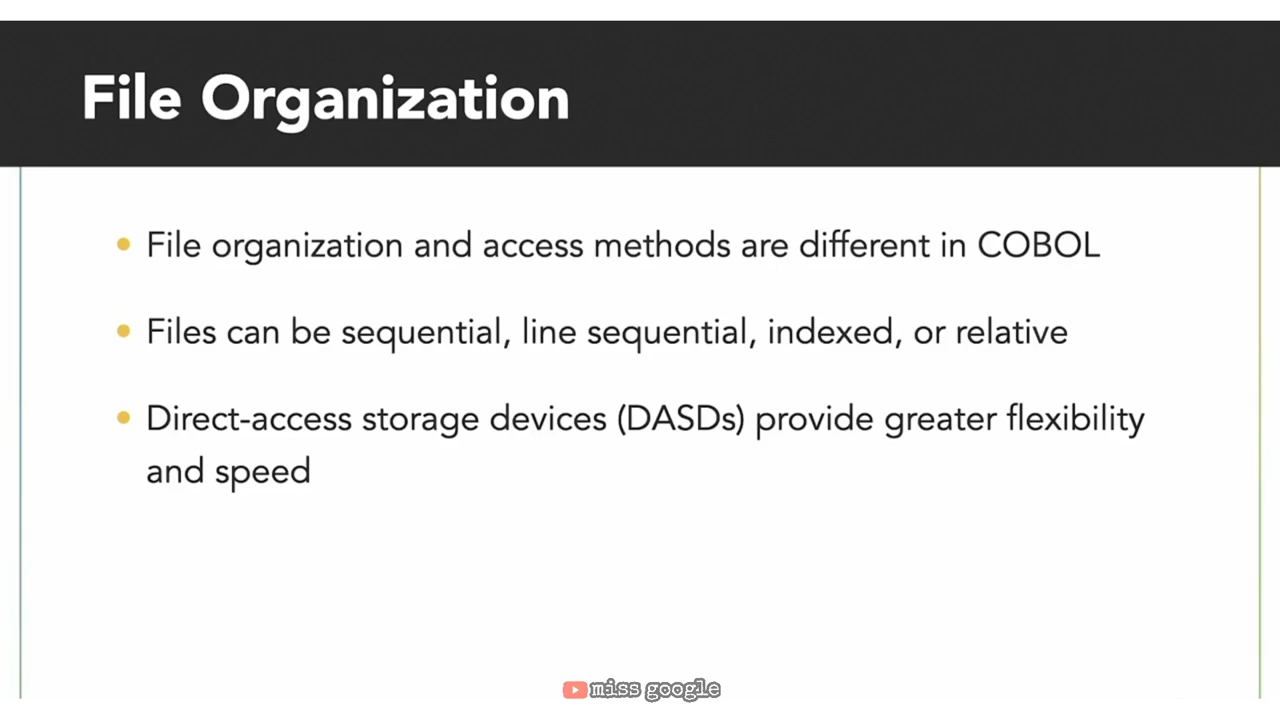 File Organization
• File organization and access methods are different in COBOL
• Files can be sequential, line sequential, indexed, or relative
• Direct-access storage devices (DASDs) provide greater flexibility
and speed
miss google